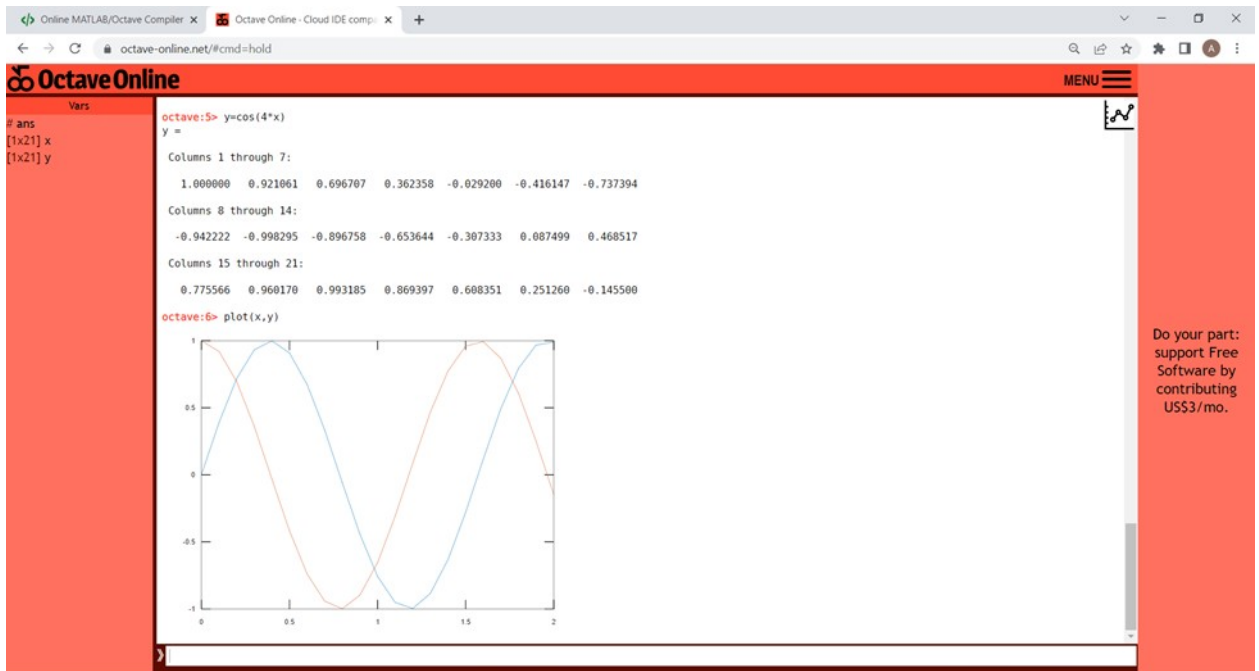 Online MATLAB/Octave Compiler
Octave Online - Cloud IDE compa
octave-online.net/#cmd=hold
A
Octave Online
MENU
Vars
# ans
[1x21] x
[1x21] y
octave:5> y=cos(4*x)
y =
Columns 1 through 7:
1.000000 0.921061 0.696707 0.362358 -0.029200 -0.416147 -0.737394
Columns 8 through 14:
-0.942222 -0.998295 -0.896758 -0.653644 -0.307333 0.087499 0.468517
Columns 15 through 21:
0.775566 0.960170 0.993185 0.869397 0.608351 0.251260 -0.145500
octave:6> plot(x,y)
1
0.5
0
-0.5
-1
0 0.5 1 1.5 2
Do your part:
support Free
Software by
contributing
US$3/mo.